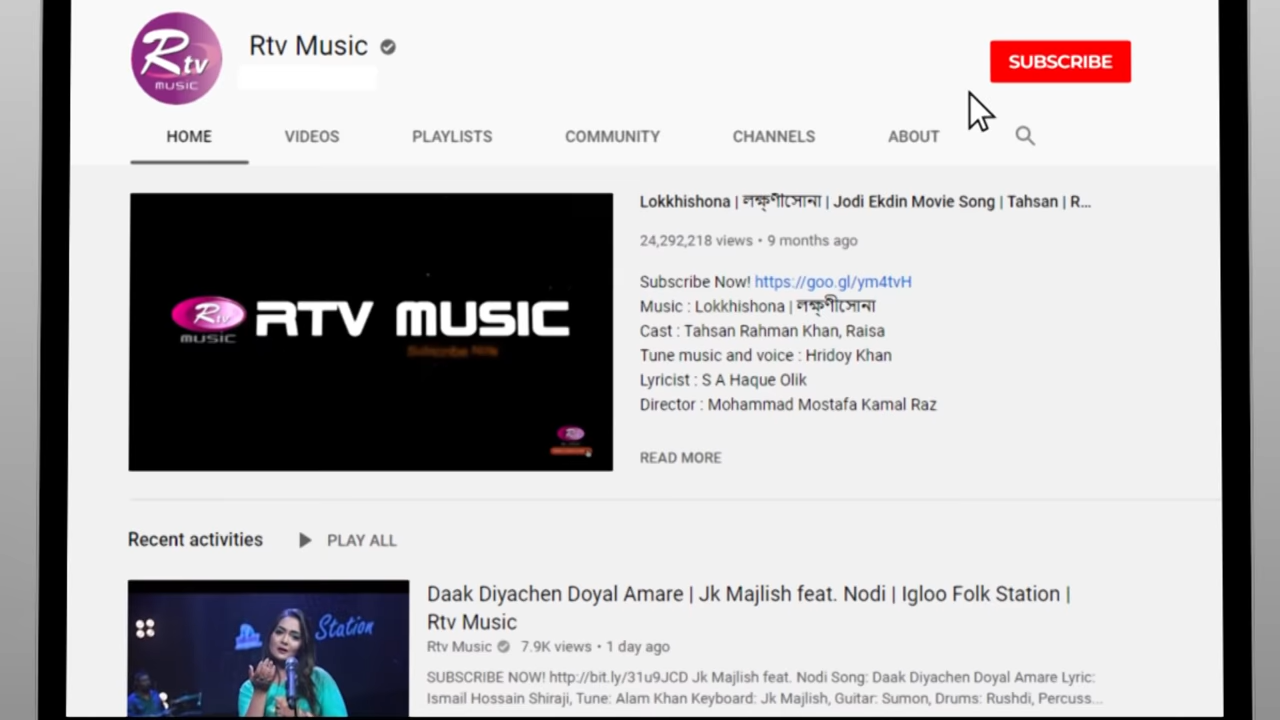 Rtv
MUSIC
Rtv Music
SUBSCRIBE
HOME
VIDEOS
PLAYLISTS
COMMUNITY
CHANNELS
ABOUT
RTV MUSIC
Rtv
MUSIC
Subscribe Now
Lokkhishona | লক্ষ্ণীসোনা | Jodi Ekdin Movie Song | Tahsan | R...
24,292,218 views • 9 months ago
Subscribe Now! https://goo.gl/ym4tvH
Music : Lokkhishona | লক্ষ্ণীসোনা
Cast : Tahsan Rahman Khan, Raisa
Tune music and voice : Hridoy Khan
Lyricist : S A Haque Olik
Director : Mohammad Mostafa Kamal Raz
READ MORE
Recent activities
PLAY ALL
Station
Daak Diyachen Doyal Amare | Jk Majlish feat. Nodi | Igloo Folk Station |
Rtv Music
Rtv Music 7.9K views • 1 day ago
SUBSCRIBE NOW! http://bit.ly/31u9JCD Jk Majlish feat. Nodi Song: Daak Diyachen Doyal Amare Lyric:
Ismail Hossain Shiraji, Tune: Alam Khan Keyboard: Jk Majlish, Guitar: Sumon, Drums: Rushdi, Percuss...